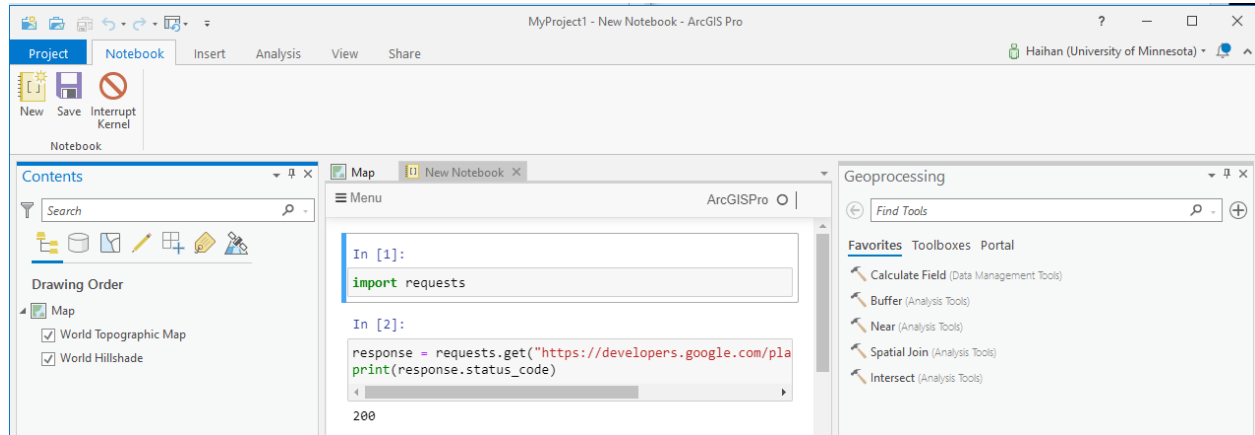 MyProject1 - New Notebook - ArcGIS Pro
?
Project Notebook Insert Analysis View Share
Haihan (University of Minnesota)
New Save Interrupt Kernel
Notebook
Contents
Search
Drawing Order
Map
World Topographic Map
World Hillshade
Map New Notebook
Menu ArcGISPro
In [1]:
import requests
In [2]:
response = requests.get("https://developers.google.com/pla
print(response.status_code)
200
Geoprocessing
Find Tools
Favorites Toolboxes Portal
Calculate Field (Data Management Tools)
Buffer (Analysis Tools)
Near (Analysis Tools)
Spatial Join (Analysis Tools)
Intersect (Analysis Tools)